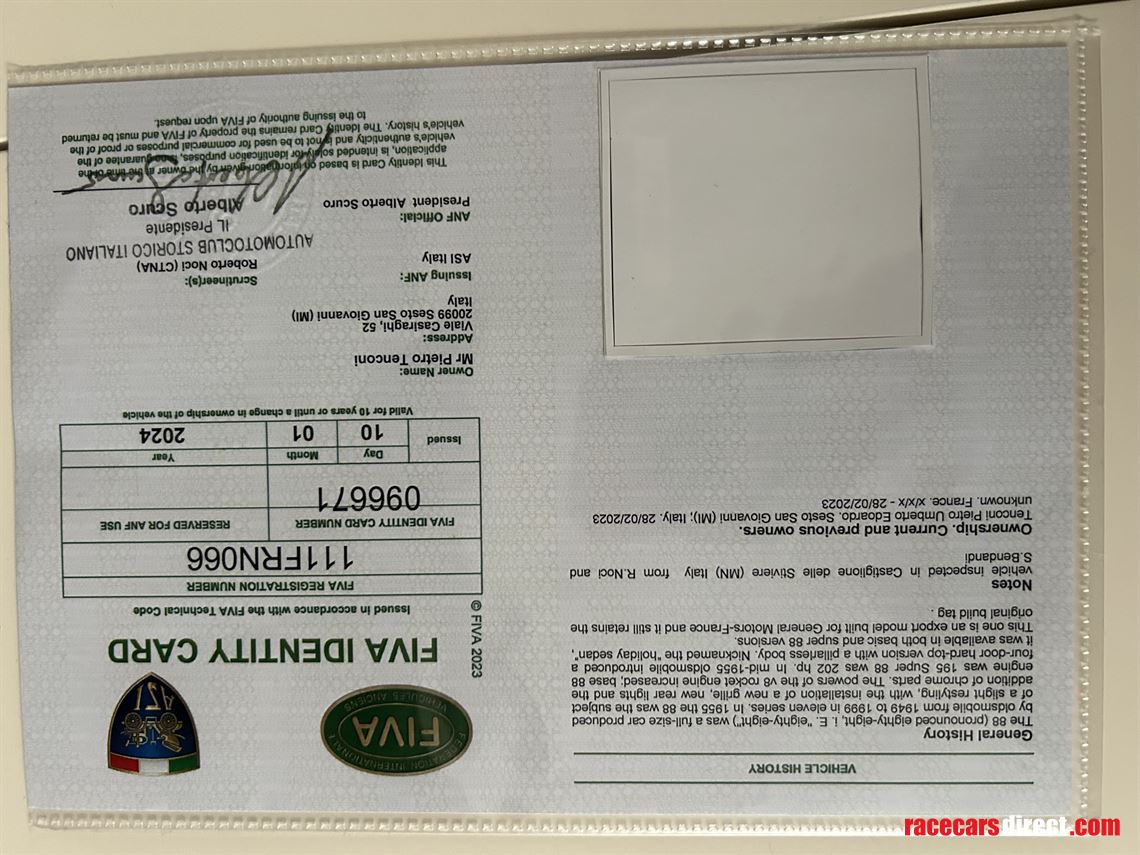 VEHICLE HISTORY
General History
The 88 (pronounced eighty-eight, i. E. "eighty-eight") was a full-size car produced
by oldsmobile from 1949 to 1999 in eleven series. In 1955 the 88 was the subject
of a slight restyling, with the installation of a new grille, new rear lights and the
addition of chrome parts. The powers of the v8 rocket engine increased; base 88
engine was 195 Super 88 was 202 hp. In mid-1955 oldsmobile introduced a
four-door hard-top version with a pillarless body. Nicknamed the "holiday sedan",
it was available in both basic and super 88 versions.
This one is an export model built for General Motors-France and it still retains the
original build tag .
Notes
vehicle inspected in Castiglione delle Stiviere (MN) Italy from R.Noci and
S.Bendandi
Ownership. Current and previous owners.
Tenconi Pietro Umberto Edoardo. Sesto San Giovanni (MI); Italy. 28/02/2023
unknown. France. x/x/x - 28/02/2023
FEDERATION INTERNATIONALE
FIVA
VEHICULES ANCIENS
ASI
FIVA IDENTITY CARD
© FIVA 2023
Issued in accordance with the FIVA Technical Code
FIVA REGISTRATION NUMBER
111FRN066
FIVA IDENTITY CARD NUMBER
RESERVED FOR ANF USE
096671
Issued
Day
Month
Year
10
01
2024
Valid for 10 years or until a change in ownership of the vehicle
Owner Name:
Mr Pietro Tenconi
Address:
Viale Casiraghi, 52
20099 Sesto San Giovanni (MI)
Italy
Issuing ANF:
ASI Italy
Scrutineer(s):
Roberto Noci (CTNA)
AUTOMOTOCLUB STORICO ITALIANO
IL Presidente
Alberto Scuro
ANF Official:
President Alberto Scuro
This Identity Card is based on information given by the owner at the time of the
application, is intended solely for identification purposes, is no guarantee of the
vehicle's authenticity and is not to be used for commercial purposes or proof of the
vehicle's history. The Identity Card remains the property of FIVA and must be returned
to the issuing authority of FIVA upon request.
racecarsdirect.com